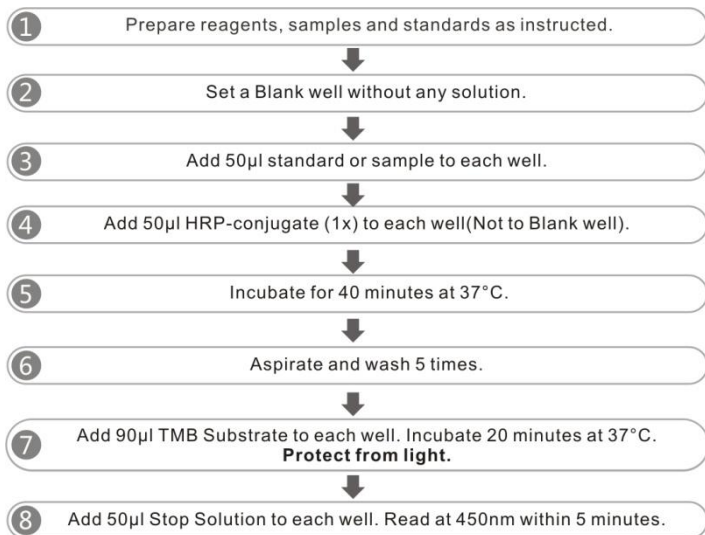 1 Prepare reagents, samples and standards as instructed.
2 Set a Blank well without any solution.
3 Add 50µl standard or sample to each well.
4 Add 50µl HRP-conjugate (1x) to each well(Not to Blank well).
5 Incubate for 40 minutes at 37°C.
6 Aspirate and wash 5 times.
7 Add 90µl TMB Substrate to each well. Incubate 20 minutes at 37°C.
Protect from light.
8 Add 50µl Stop Solution to each well. Read at 450nm within 5 minutes.